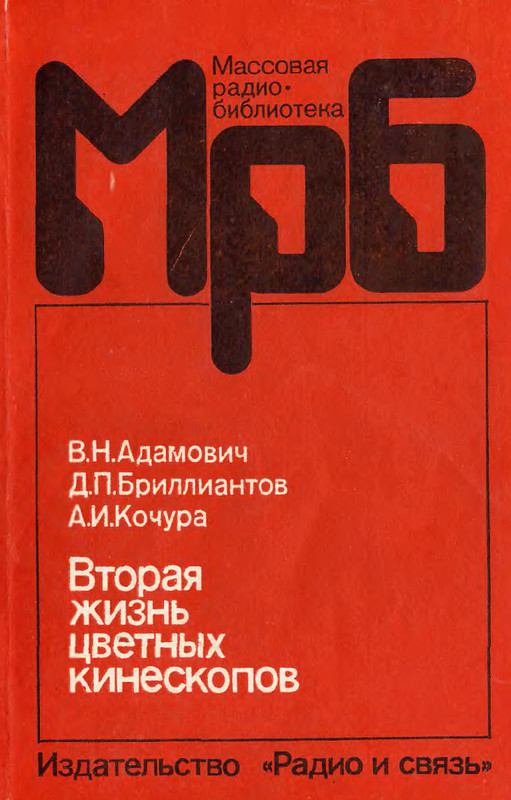 Массовая
радио-
библиотека
Мрб
В.Н.Адамович
Д.П.Бриллиантов
А.И.Кочура
Вторая
жизнь
цветных
кинескопов
Издательство «Радио и связь»